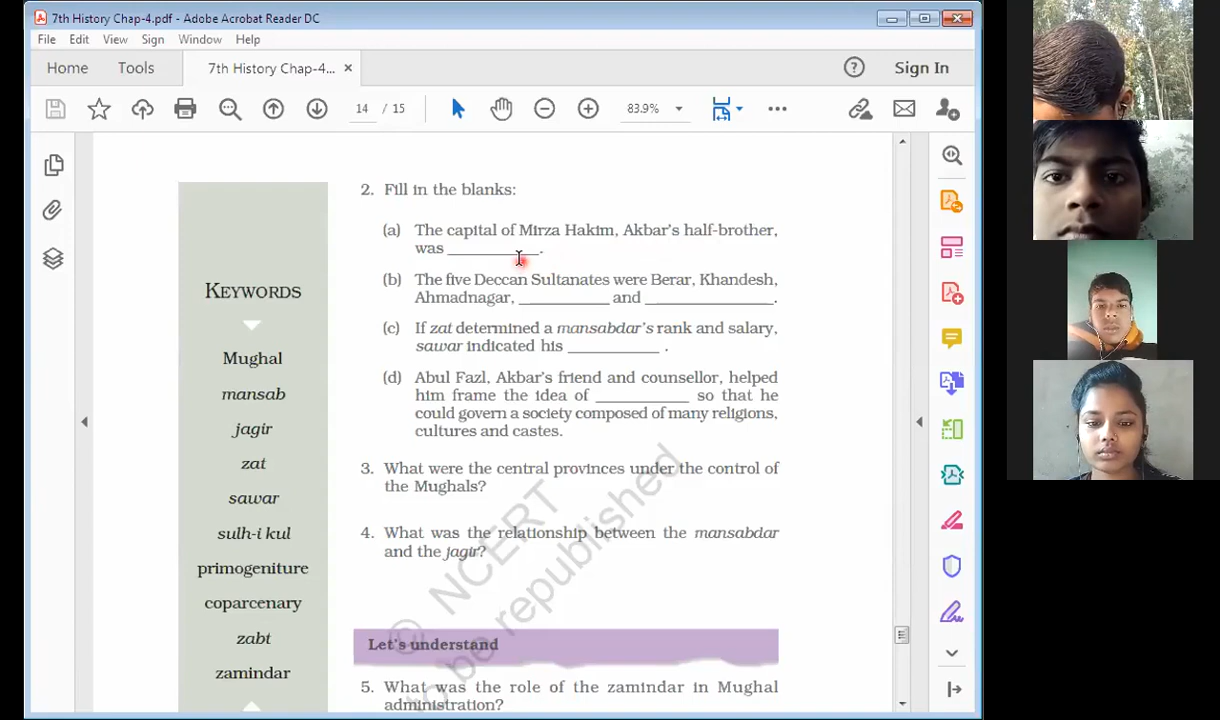 7th History Chap-4.pdf - Adobe Acrobat Reader DC
File Edit View Sign Window Help
Home Tools 7th History Chap-4... × Sign In
14 / 15 83.9%
2. Fill in the blanks:
(a) The capital of Mirza Hakim, Akbar's half-brother,
was __________.
(b) The five Deccan Sultanates were Berar, Khandesh,
Ahmadnagar, __________ and ______________.
(c) If zat determined a mansabdar's rank and salary,
sawar indicated his __________ .
(d) Abul Fazl, Akbar's friend and counsellor, helped
him frame the idea of __________ so that he
could govern a society composed of many religions,
cultures and castes.
3. What were the central provinces under the control of
the Mughals?
4. What was the relationship between the mansabdar
and the jagir?
Let's understand
5. What was the role of the zamindar in Mughal
administration?
KEYWORDS
Mughal
mansab
jagir
zat
sawar
sulh-i kul
primogeniture
coparcenary
zabt
zamindar
© NCERT
to be republished